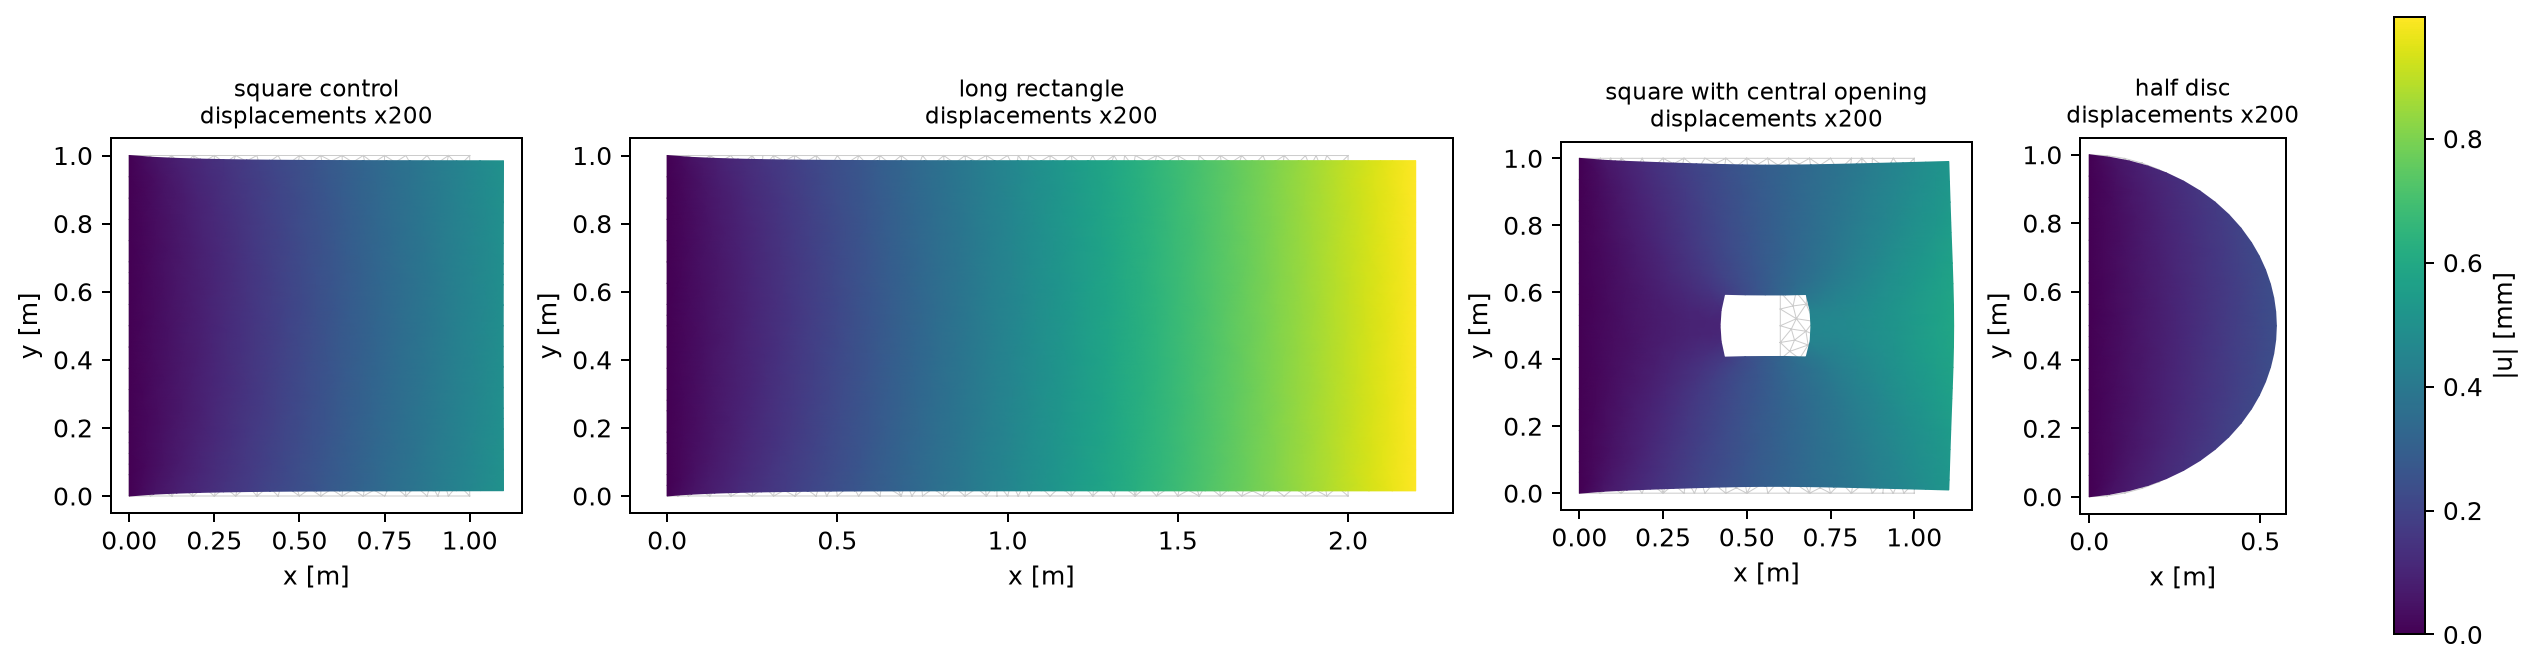 square control
displacements x200
1.0
0.8
0.6
0.4
0.2
0.0
y [m]
0.00 0.25 0.50 0.75 1.00
x [m]
long rectangle
displacements x200
1.0
0.8
0.6
0.4
0.2
0.0
y [m]
0.0 0.5 1.0 1.5 2.0
x [m]
square with central opening
displacements x200
1.0
0.8
0.6
0.4
0.2
0.0
y [m]
0.00 0.25 0.50 0.75 1.00
x [m]
half disc
displacements x200
1.0
0.8
0.6
0.4
0.2
0.0
y [m]
0.0 0.5
x [m]
0.8
0.6
0.4
0.2
0.0
|u| [mm]